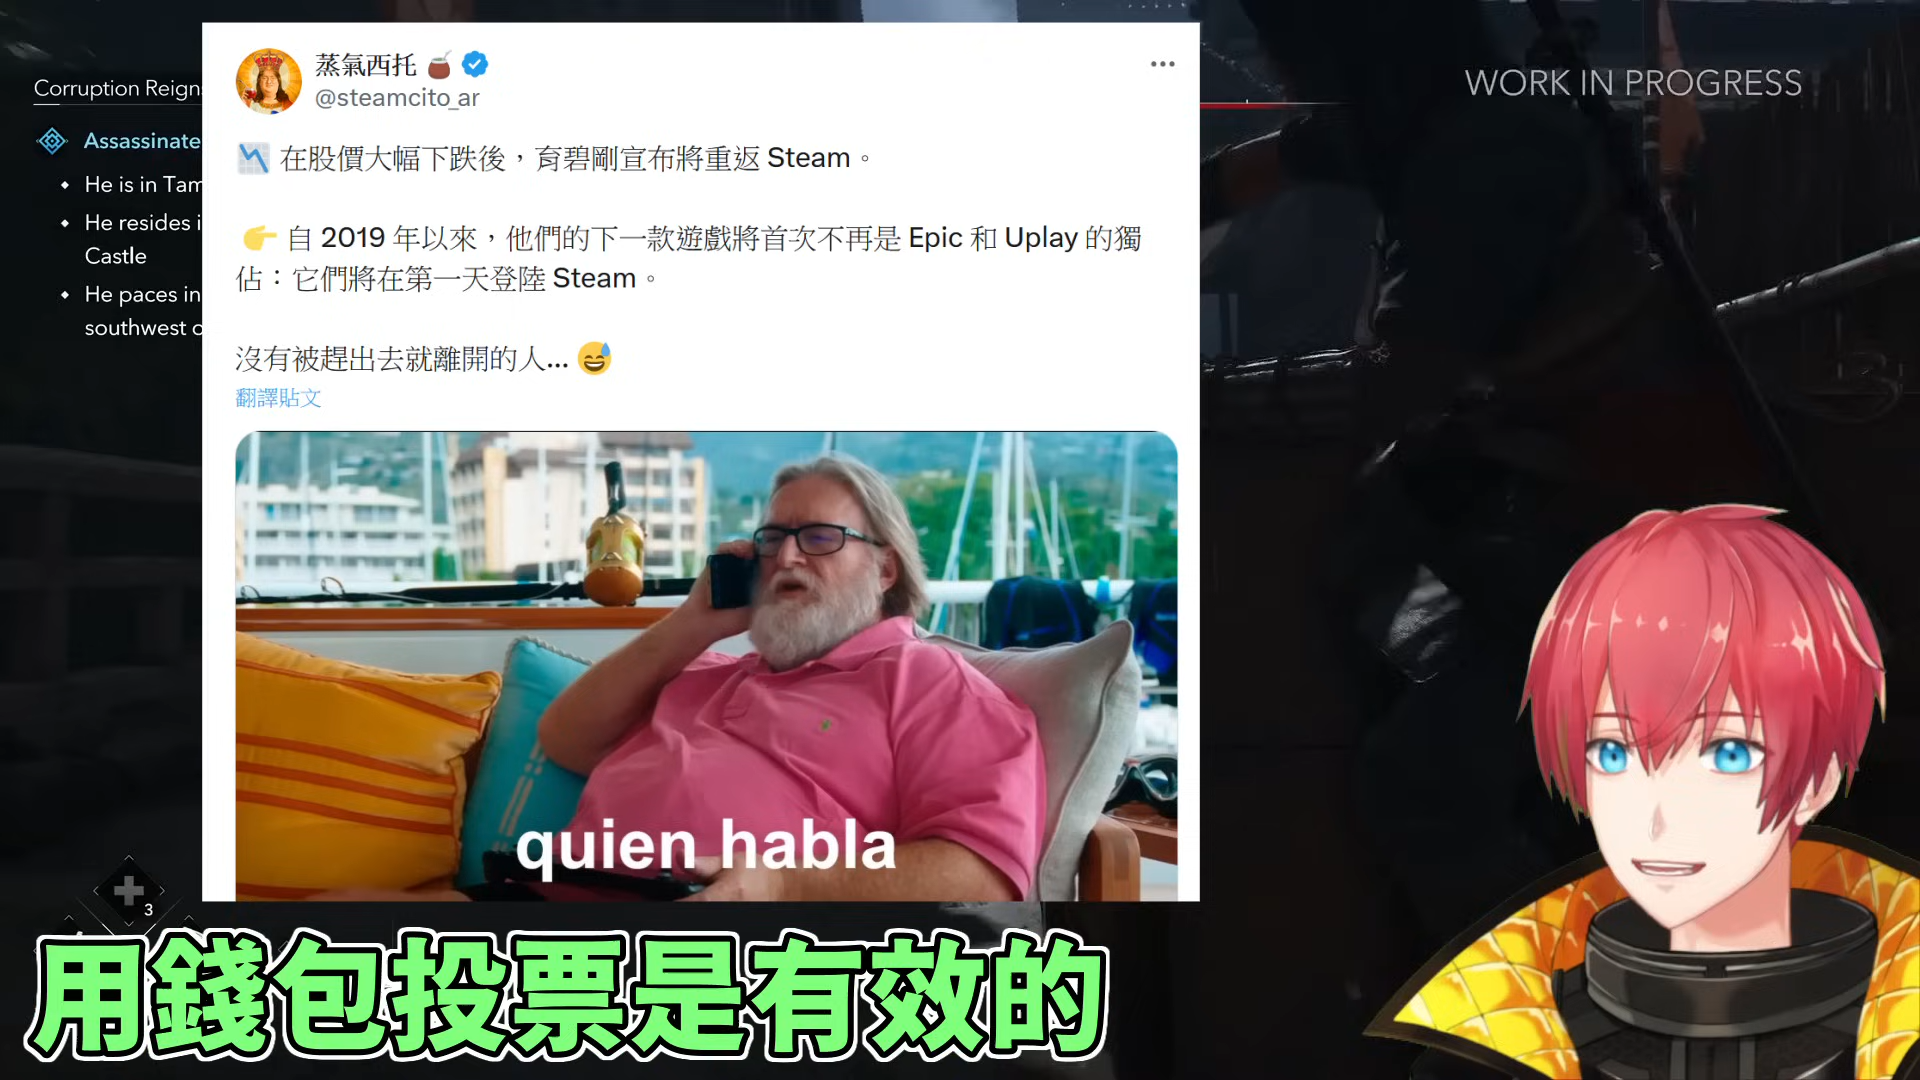 Corruption Reign
Assassinate
He is in Tam
He resides i
Castle
He paces in
southwest o
3
蒸氣西托
@steamcito_ar
在股價大幅下跌後，育碧剛宣布將重返 Steam。
自 2019 年以來，他們的下一款遊戲將首次不再是 Epic 和 Uplay 的獨
佔：它們將在第一天登陸 Steam。
沒有被趕出去就離開的人...
翻譯貼文
quien habla
WORK IN PROGRESS
用錢包投票是有效的